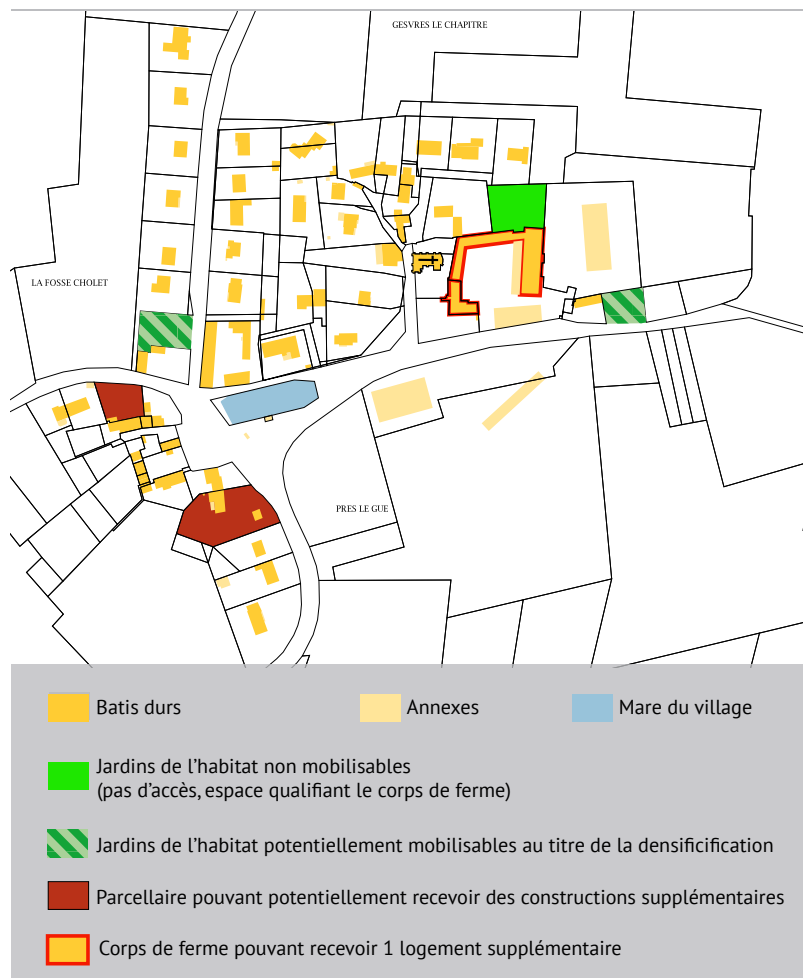 GESVRES LE CHAPITRE
LA FOSSE CHOLET
PRES LE GUE
Batis durs
Annexes
Mare du village
Jardins de l'habitat non mobilisables
(pas d'accès, espace qualifiant le corps de ferme)
Jardins de l'habitat potentiellement mobilisables au titre de la densificification
Parcellaire pouvant potentiellement recevoir des constructions supplémentaires
Corps de ferme pouvant recevoir 1 logement supplémentaire